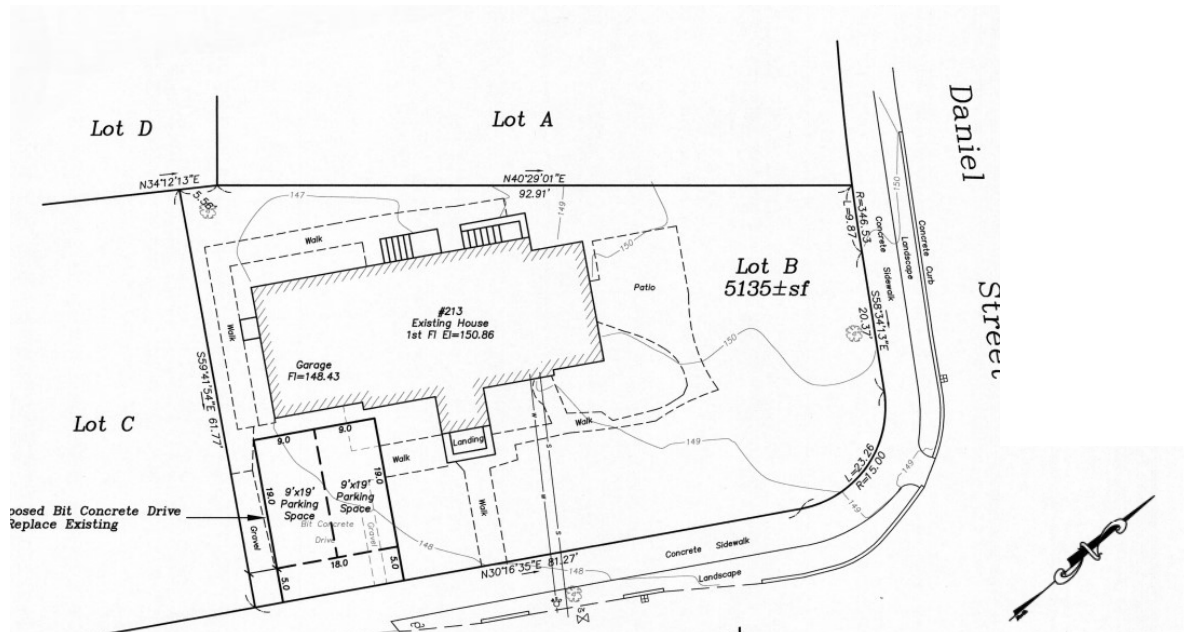 Lot D
Lot A
Daniel
Street
N34°12'13"E
5.56'
N40°29'01"E
92.91'
147
149
150
150
Walk
R=346.53
L=9.87
Concrete Sidewalk
Landscape
Concrete Curb
Lot B
5135±sf
Patio
#213
Existing House
1st Fl El=150.86
S58°34'13"E
20.37'
Walk
150
Garage
Fl=148.43
S59°41'54"E 61.77'
Lot C
9.0
9.0
Landing
Walk
Walk
W
S
149
L=23.26
R=15.00
149
149
19.0
19.0
9'x19'
Parking
Space
9'x19'
Parking
Space
posed Bit Concrete Drive
Replace Existing
Bit Concrete
Drive
Gravel
Gravel
148
Walk
W
S
Concrete Sidewalk
18.0
5.0
5.0
N30°16'35"E 81.27'
148
Landscape
GV